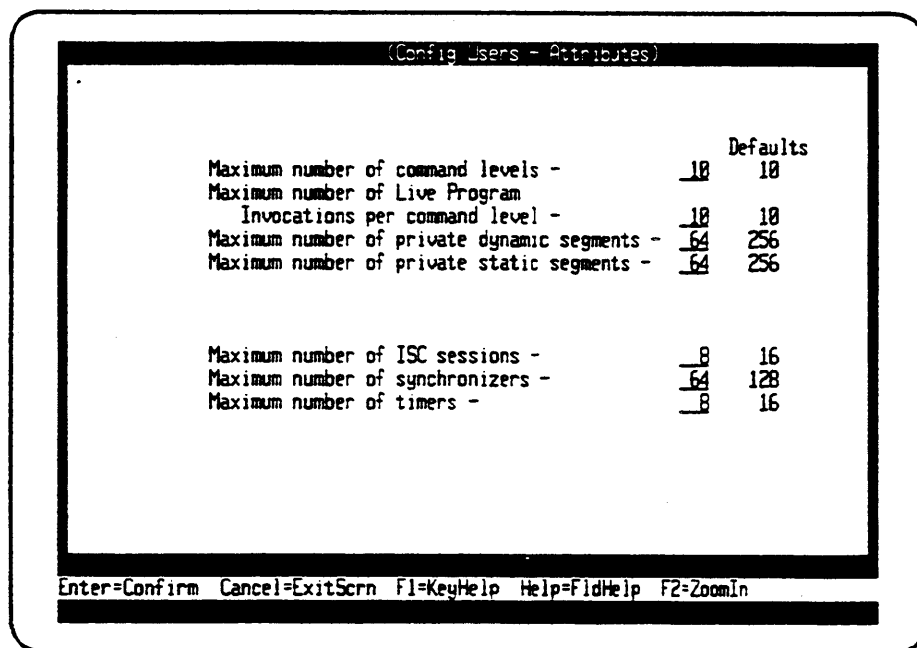 (Config Users - Attributes)
Defaults
Maximum number of command levels - 10 10
Maximum number of Live Program
Invocations per command level - 10 10
Maximum number of private dynamic segments - 64 256
Maximum number of private static segments - 64 256
Maximum number of ISC sessions - 8 16
Maximum number of synchronizers - 64 128
Maximum number of timers - 8 16
Enter=Confirm Cancel=ExitScrn F1=KeyHelp Help=FldHelp F2=ZoomIn